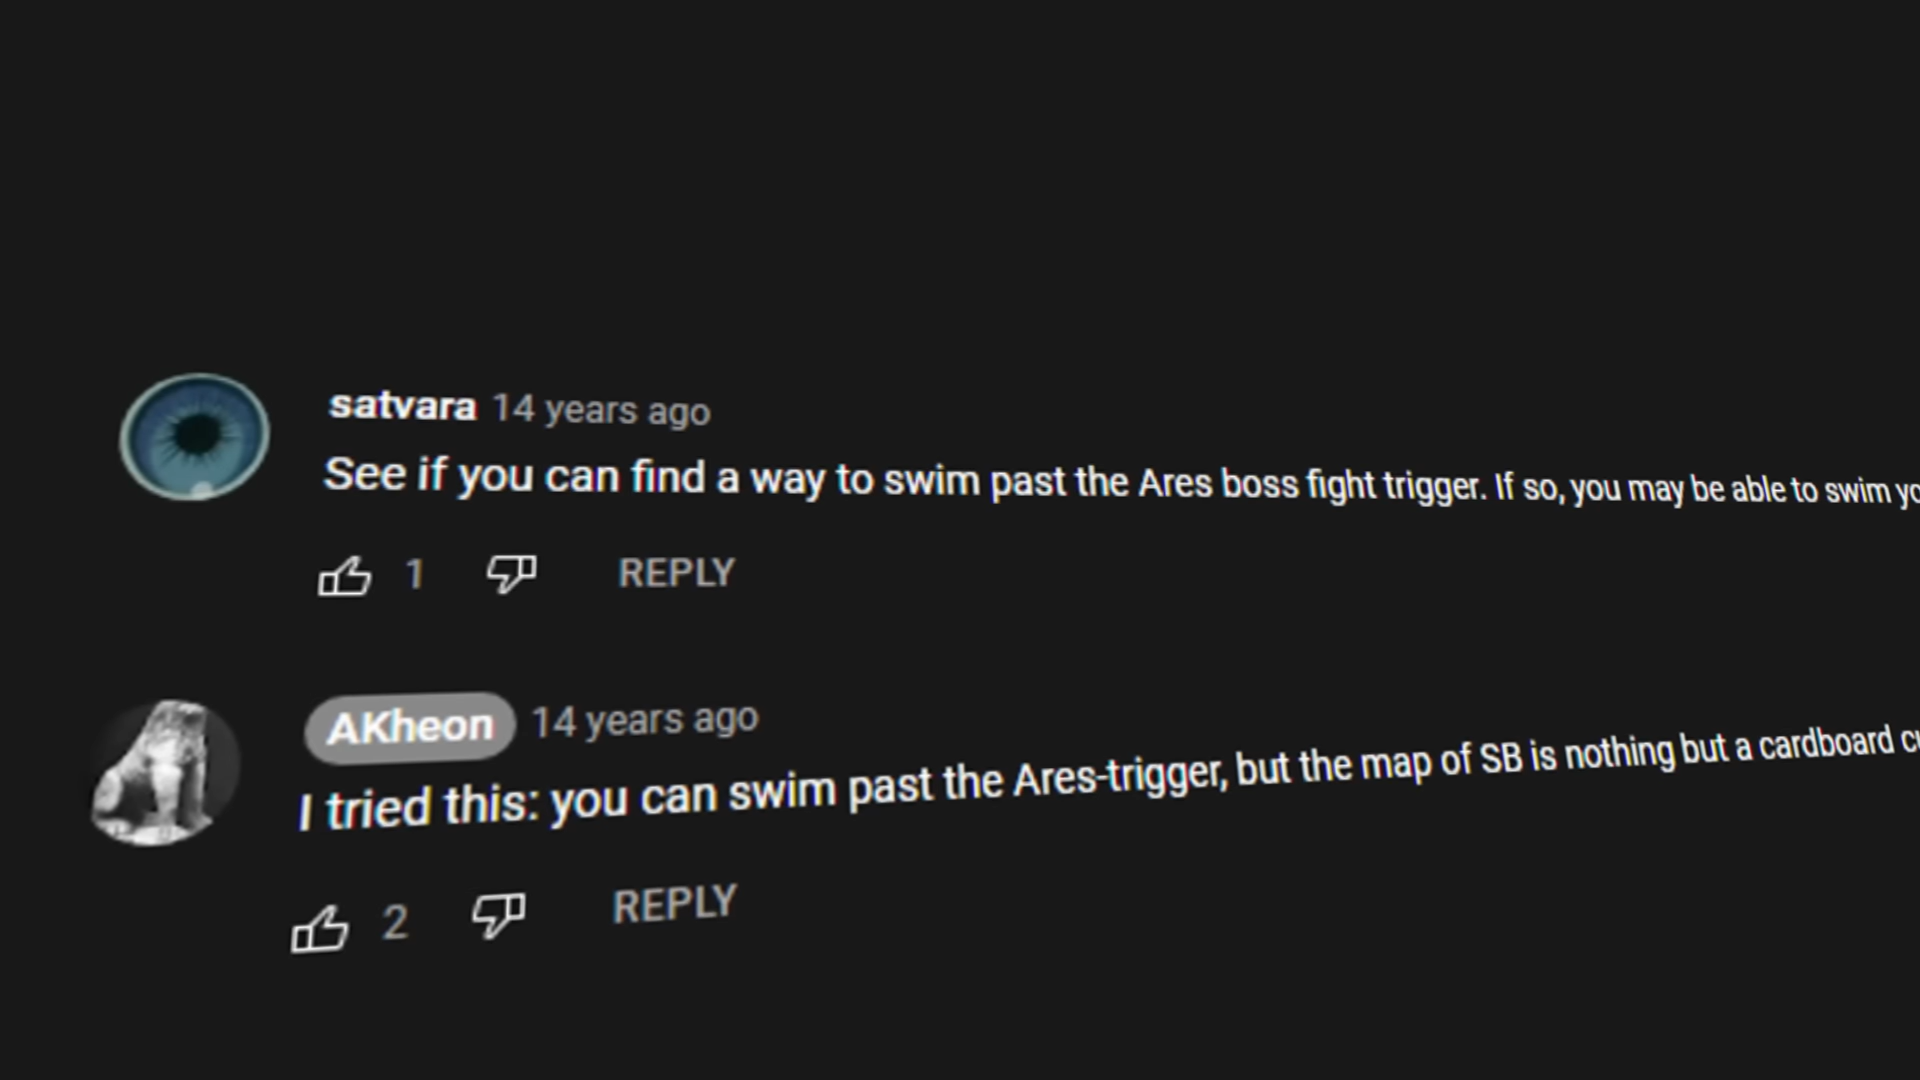 satvara 14 years ago
See if you can find a way to swim past the Ares boss fight trigger. If so, you may be able to swim
1 REPLY
AKheon 14 years ago
I tried this: you can swim past the Ares-trigger, but the map of SB is nothing but a cardboard
2 REPLY